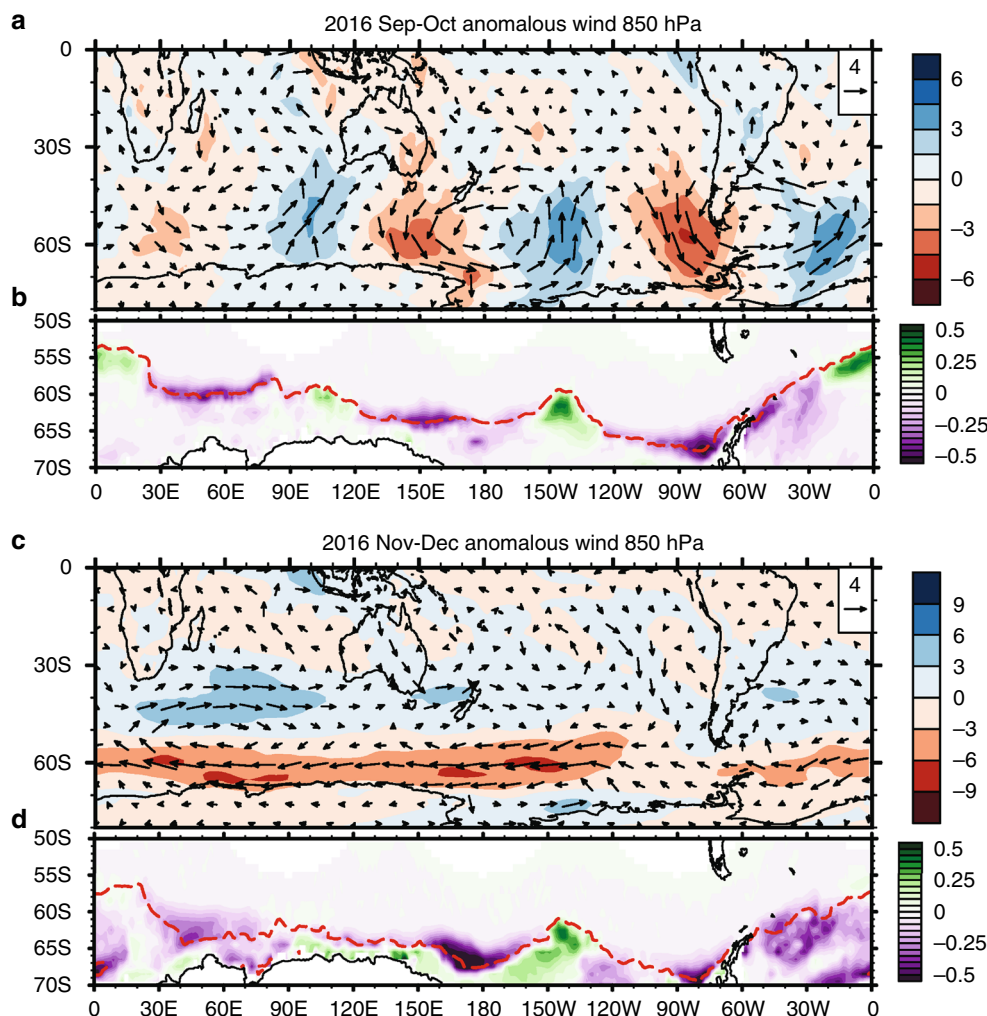 a
2016 Sep-Oct anomalous wind 850 hPa
0
30S
60S
4
6
3
0
−3
−6
b
50S
55S
60S
65S
70S
0 30E 60E 90E 120E 150E 180 150W 120W 90W 60W 30W 0
0.5
0.25
0
−0.25
−0.5
c
2016 Nov-Dec anomalous wind 850 hPa
0
30S
60S
4
9
6
3
0
−3
−6
−9
d
50S
55S
60S
65S
70S
0 30E 60E 90E 120E 150E 180 150W 120W 90W 60W 30W 0
0.5
0.25
0
−0.25
−0.5